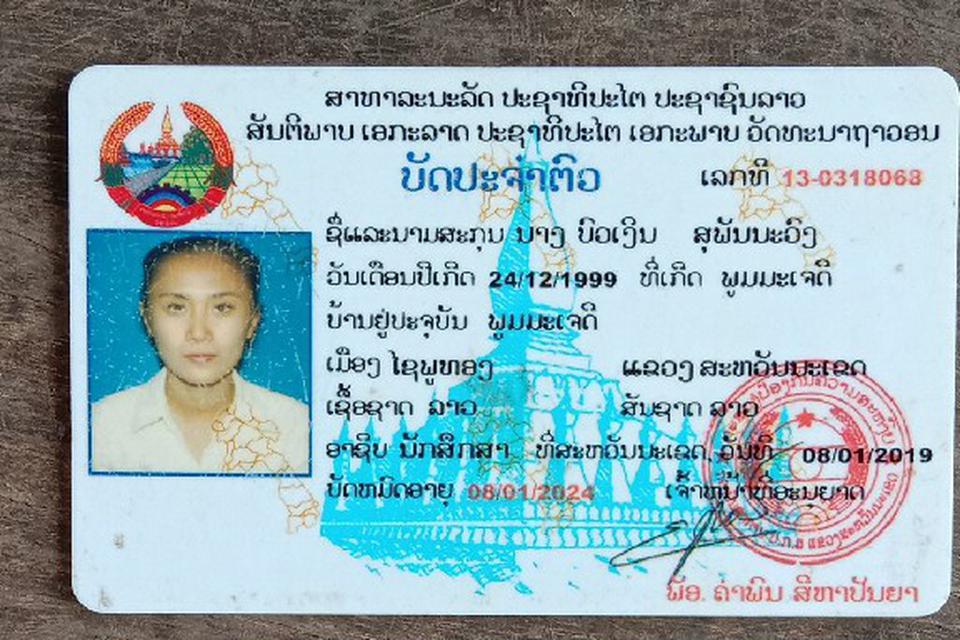 ສາທາລະນະລັດ ປະຊາທິປະໄຕ ປະຊາຊົນລາວ
ສັນຕິພາບ ເອກະລາດ ປະຊາທິປະໄຕ ເອກະພາບ ວັດທະນາຖາວອນ
ບັດປະຈຳຕົວ ເລກທີ 13-0318068
ຊື່ແລະນາມສະກຸນ ນາງ ບົວເງິນ ສຸພັນນະວົງ
ວັນເດືອນປີເກີດ 24/12/1999 ທີ່ເກີດ ພູມມະເຈດີ
ບ້ານຢູ່ປະຈຸບັນ ພູມມະເຈດີ
ເມືອງ ໄຊພູທອງ ແຂວງ ສະຫວັນນະເຂດ
ເຊື້ອຊາດ ລາວ ສັນຊາດ ລາວ
ອາຊີບ ນັກສຶກສາ ທີ່ສະຫວັນນະເຂດ, ວັນທີ 08/01/2019
ບັດຫມົດອາຍຸ 08/01/2024 ເຈົ້າຫນ້າທີ່ອະນຸຍາດ
ພັອ. ຄຳພັນ ສີຫາປັນຍາ